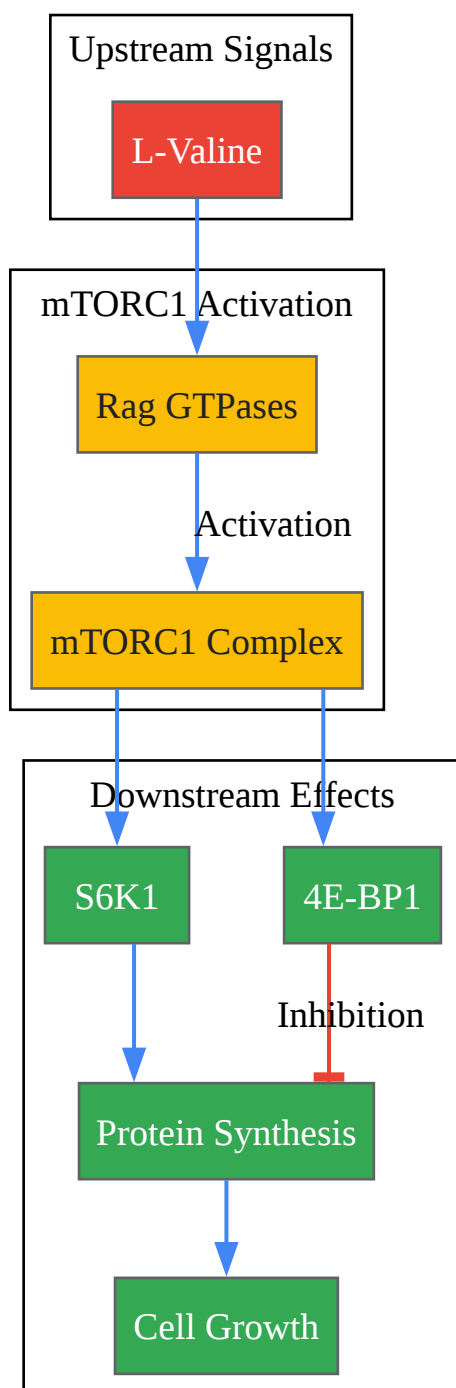 Upstream Signals
L-Valine
mTORC1 Activation
Rag GTPases
Activation
mTORC1 Complex
Downstream Effects
S6K1
4E-BP1
Inhibition
Protein Synthesis
Cell Growth